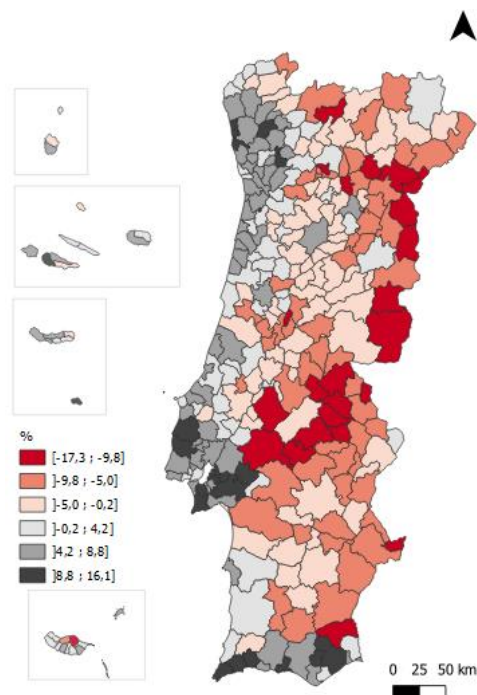 %
[-17,3 ; -9,8]
]-9,8 ; -5,0]
]-5,0 ; -0,2]
]-0,2 ; 4,2]
]4,2 ; 8,8]
]8,8 ; 16,1]
0 25 50 km